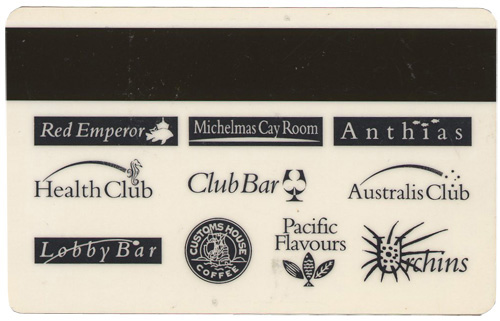 Red Emperor
Michelmas Cay Room
Anthias
Health Club
Club Bar
Australis Club
Lobby Bar
CUSTOMS HOUSE
COFFEE
Pacific
Flavours
Urchins